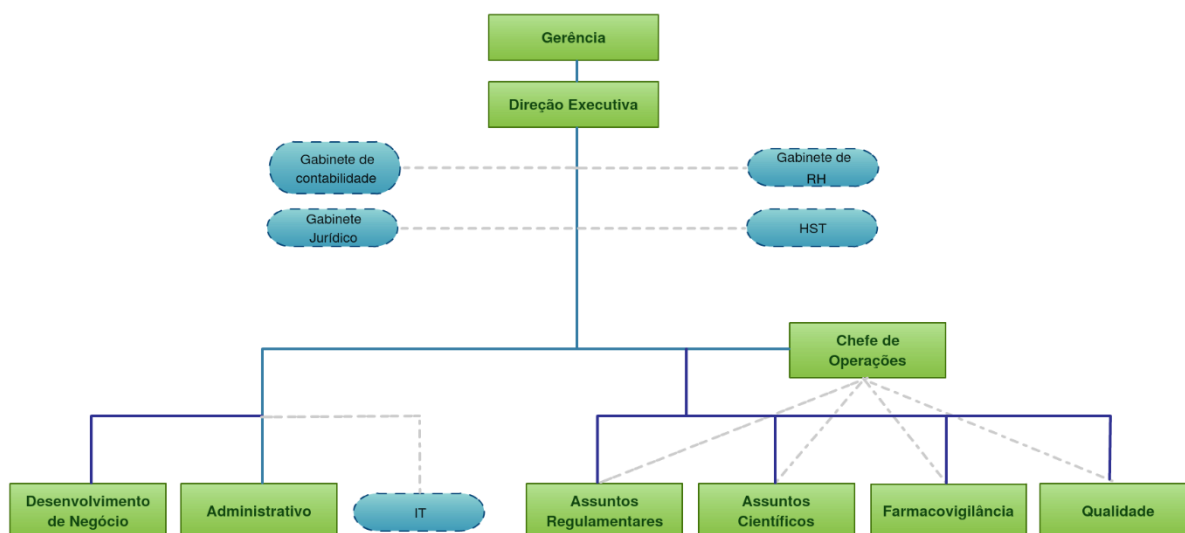 Gerência
Direção Executiva
Gabinete de
contabilidade
Gabinete de
RH
Gabinete
Jurídico
HST
Chefe de
Operações
Desenvolvimento
de Negócio
Administrativo
IT
Assuntos
Regulamentares
Assuntos
Científicos
Farmacovigilância
Qualidade